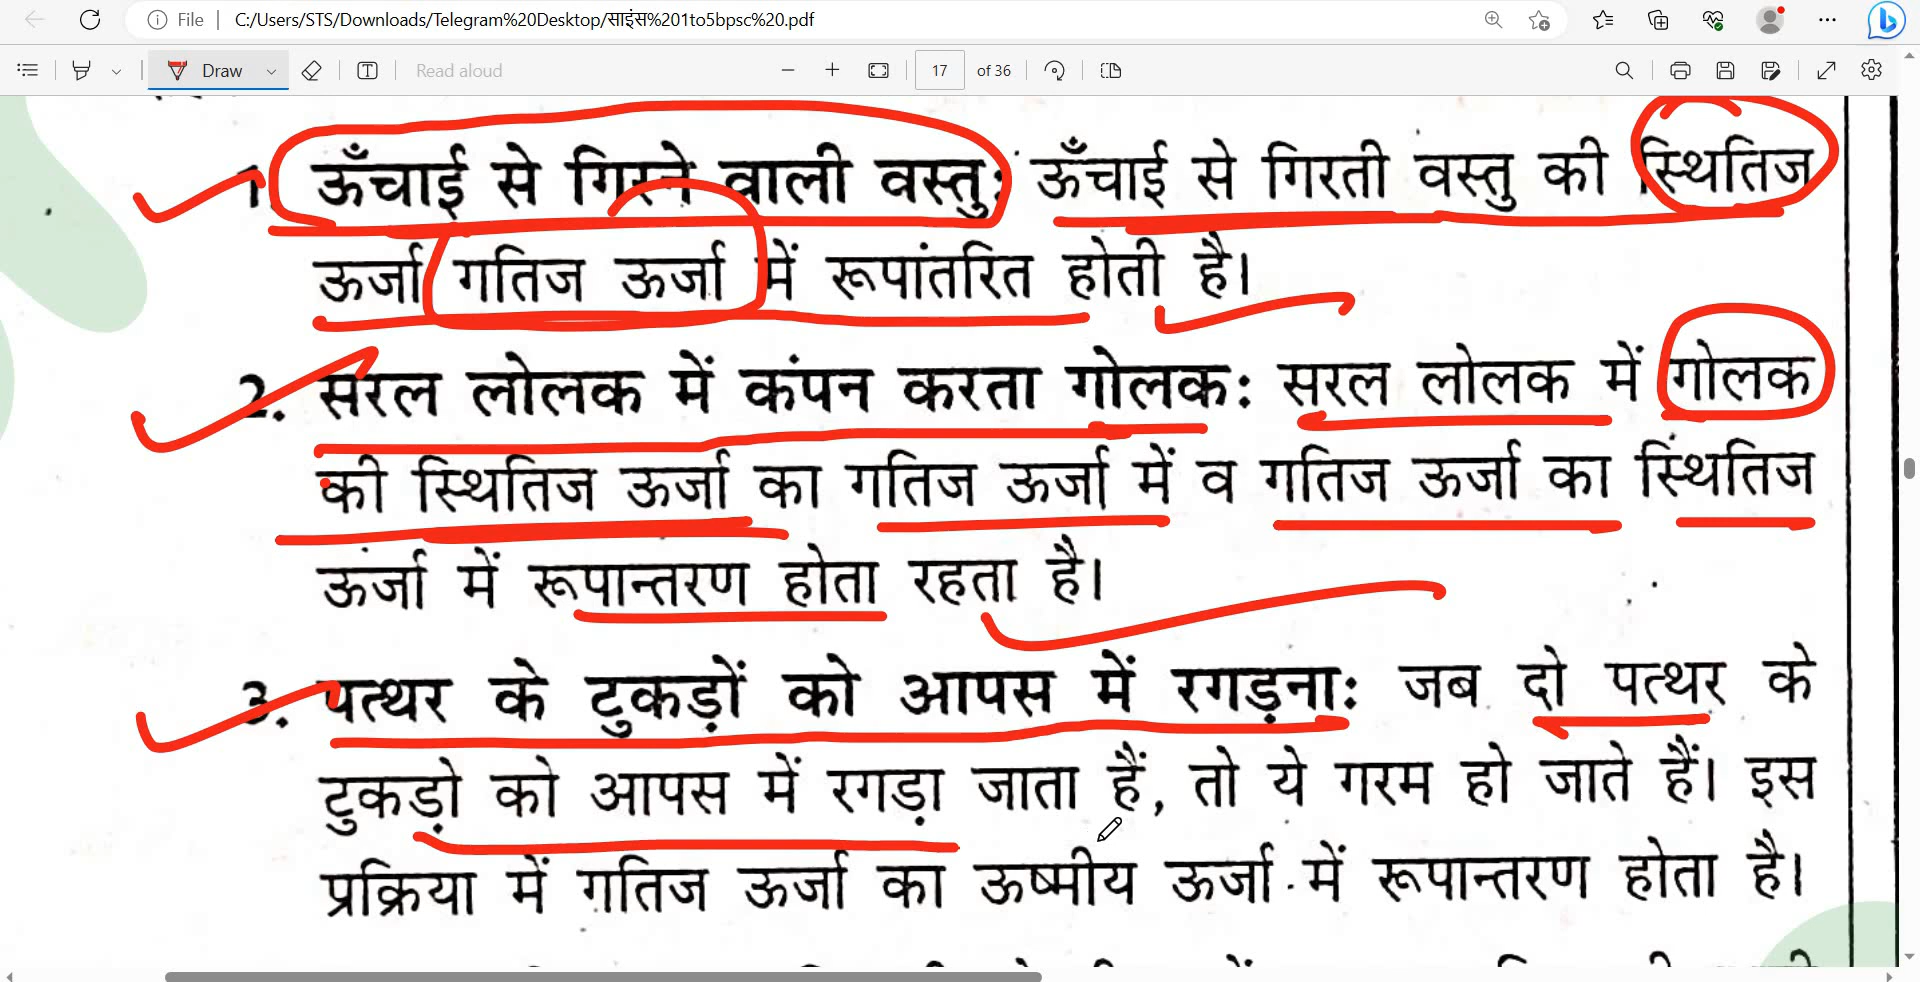 File C:/Users/STS/Downloads/Telegram%20Desktop/साइंस%201to5bpsc%20.pdf
Draw Read aloud 17 of 36
1. ऊँचाई से गिरने वाली वस्तु: ऊँचाई से गिरती वस्तु की स्थितिज
ऊर्जा गतिज ऊर्जा में रूपांतरित होती है।
2. सरल लोलक में कंपन करता गोलक: सरल लोलक में गोलक
की स्थितिज ऊर्जा का गतिज ऊर्जा में व गतिज ऊर्जा का स्थितिज
ऊर्जा में रूपान्तरण होता रहता है।
3. पत्थर के टुकड़ों को आपस में रगड़ना: जब दो पत्थर के
टुकड़ो को आपस में रगड़ा जाता हैं, तो ये गरम हो जाते हैं। इस
प्रक्रिया में गतिज ऊर्जा का ऊष्मीय ऊर्जा में रूपान्तरण होता है।